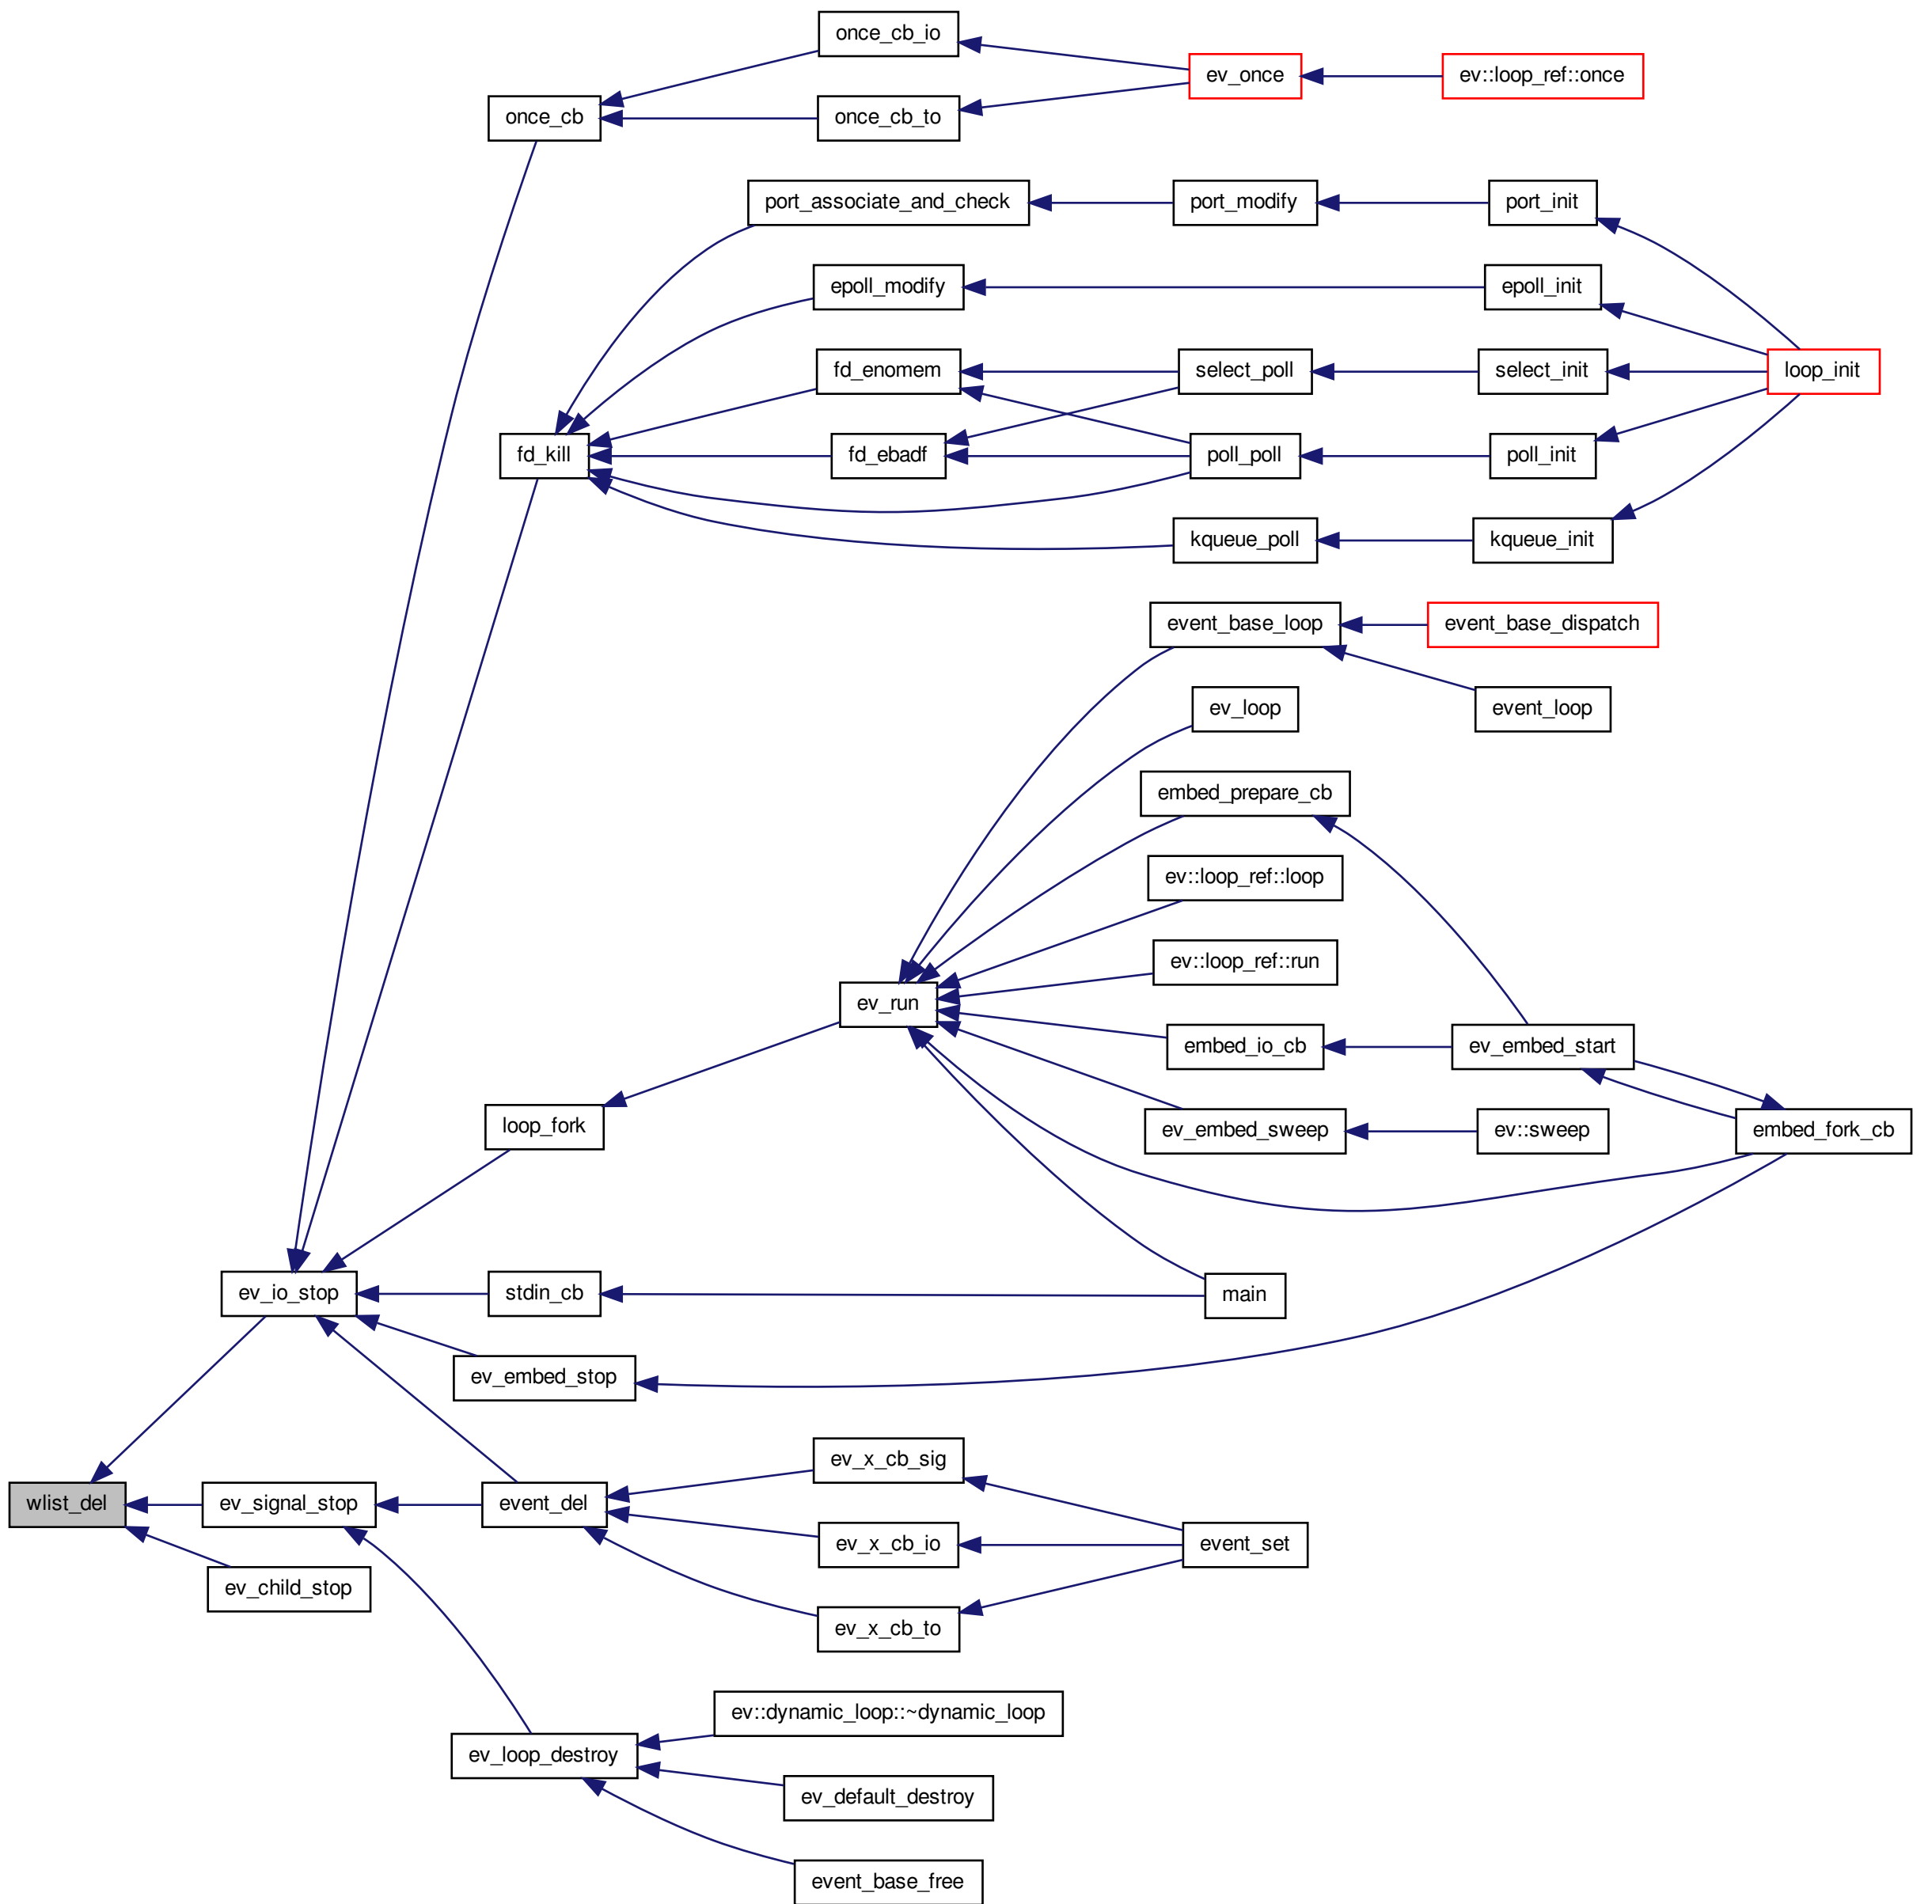 once_cb_io
ev_once
ev::loop_ref::once
once_cb
once_cb_to
port_associate_and_check
port_modify
port_init
epoll_modify
epoll_init
fd_enomem
select_poll
select_init
loop_init
fd_kill
fd_ebadf
poll_poll
poll_init
kqueue_poll
kqueue_init
event_base_loop
event_base_dispatch
ev_loop
event_loop
embed_prepare_cb
ev::loop_ref::loop
ev::loop_ref::run
ev_run
embed_io_cb
ev_embed_start
loop_fork
ev_embed_sweep
ev::sweep
embed_fork_cb
ev_io_stop
stdin_cb
main
ev_embed_stop
ev_x_cb_sig
wlist_del
ev_signal_stop
event_del
ev_x_cb_io
event_set
ev_child_stop
ev_x_cb_to
ev::dynamic_loop::~dynamic_loop
ev_loop_destroy
ev_default_destroy
event_base_free